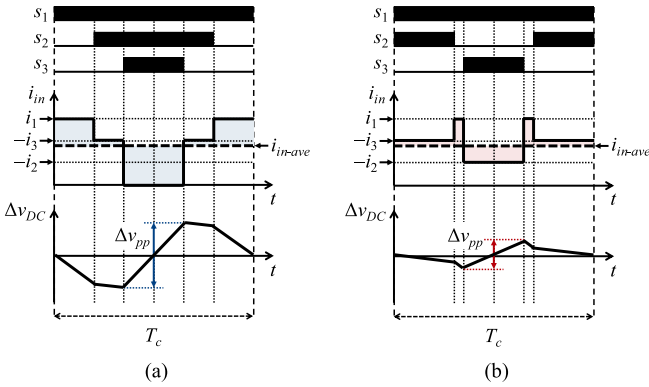 s1
s2
s3
iin
i1
−i3
−i2
iin-ave
t
ΔvDC
Δvpp
t
Tc
(a)
s1
s2
s3
iin
i1
−i3
−i2
iin-ave
t
ΔvDC
Δvpp
t
Tc
(b)